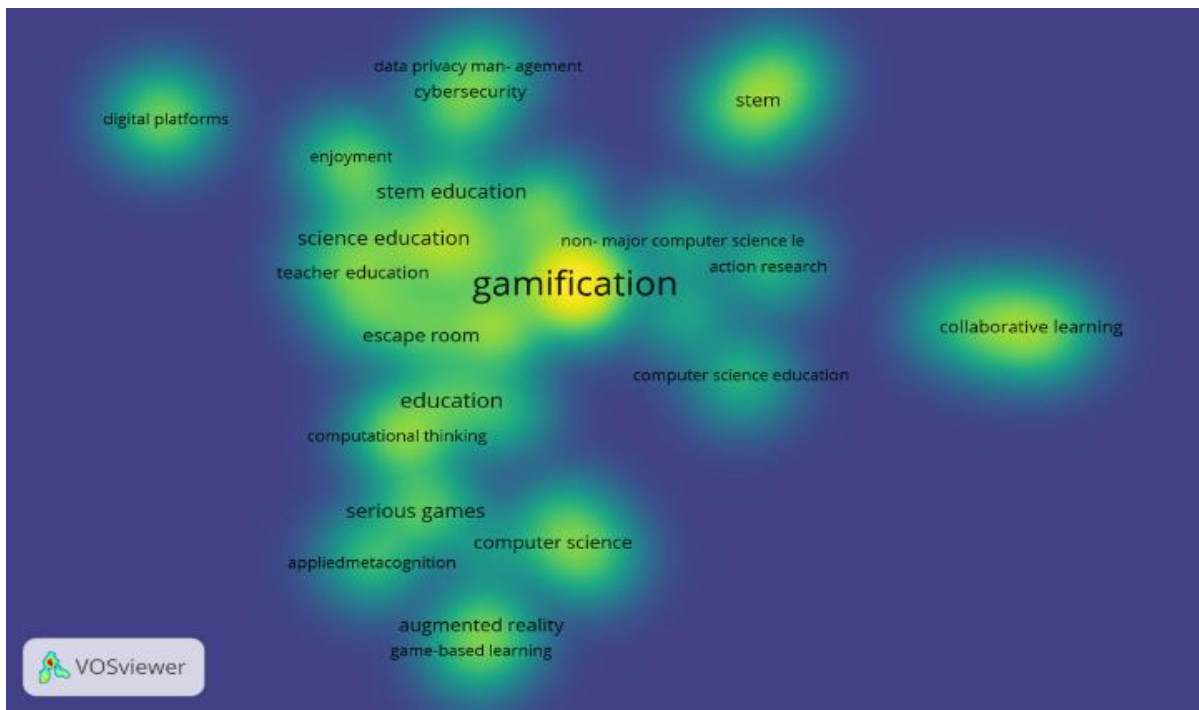 data privacy man- agement
cybersecurity
stem
digital platforms
enjoyment
stem education
science education
non- major computer science le
teacher education
action research
gamification
collaborative learning
escape room
computer science education
education
computational thinking
serious games
computer science
appliedmetacognition
augmented reality
game-based learning
VOSviewer